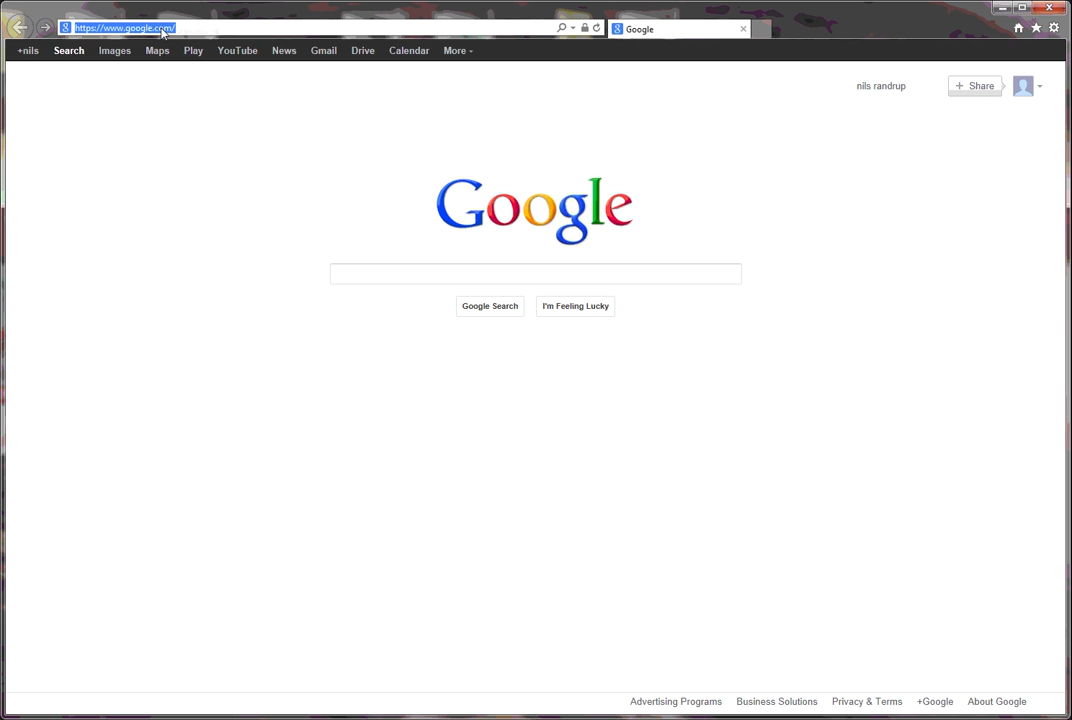 https://www.google.com/
Google
+nils Search Images Maps Play YouTube News Gmail Drive Calendar More
nils randrup
+ Share
Google
Google Search I'm Feeling Lucky
Advertising Programs Business Solutions Privacy & Terms +Google About Google